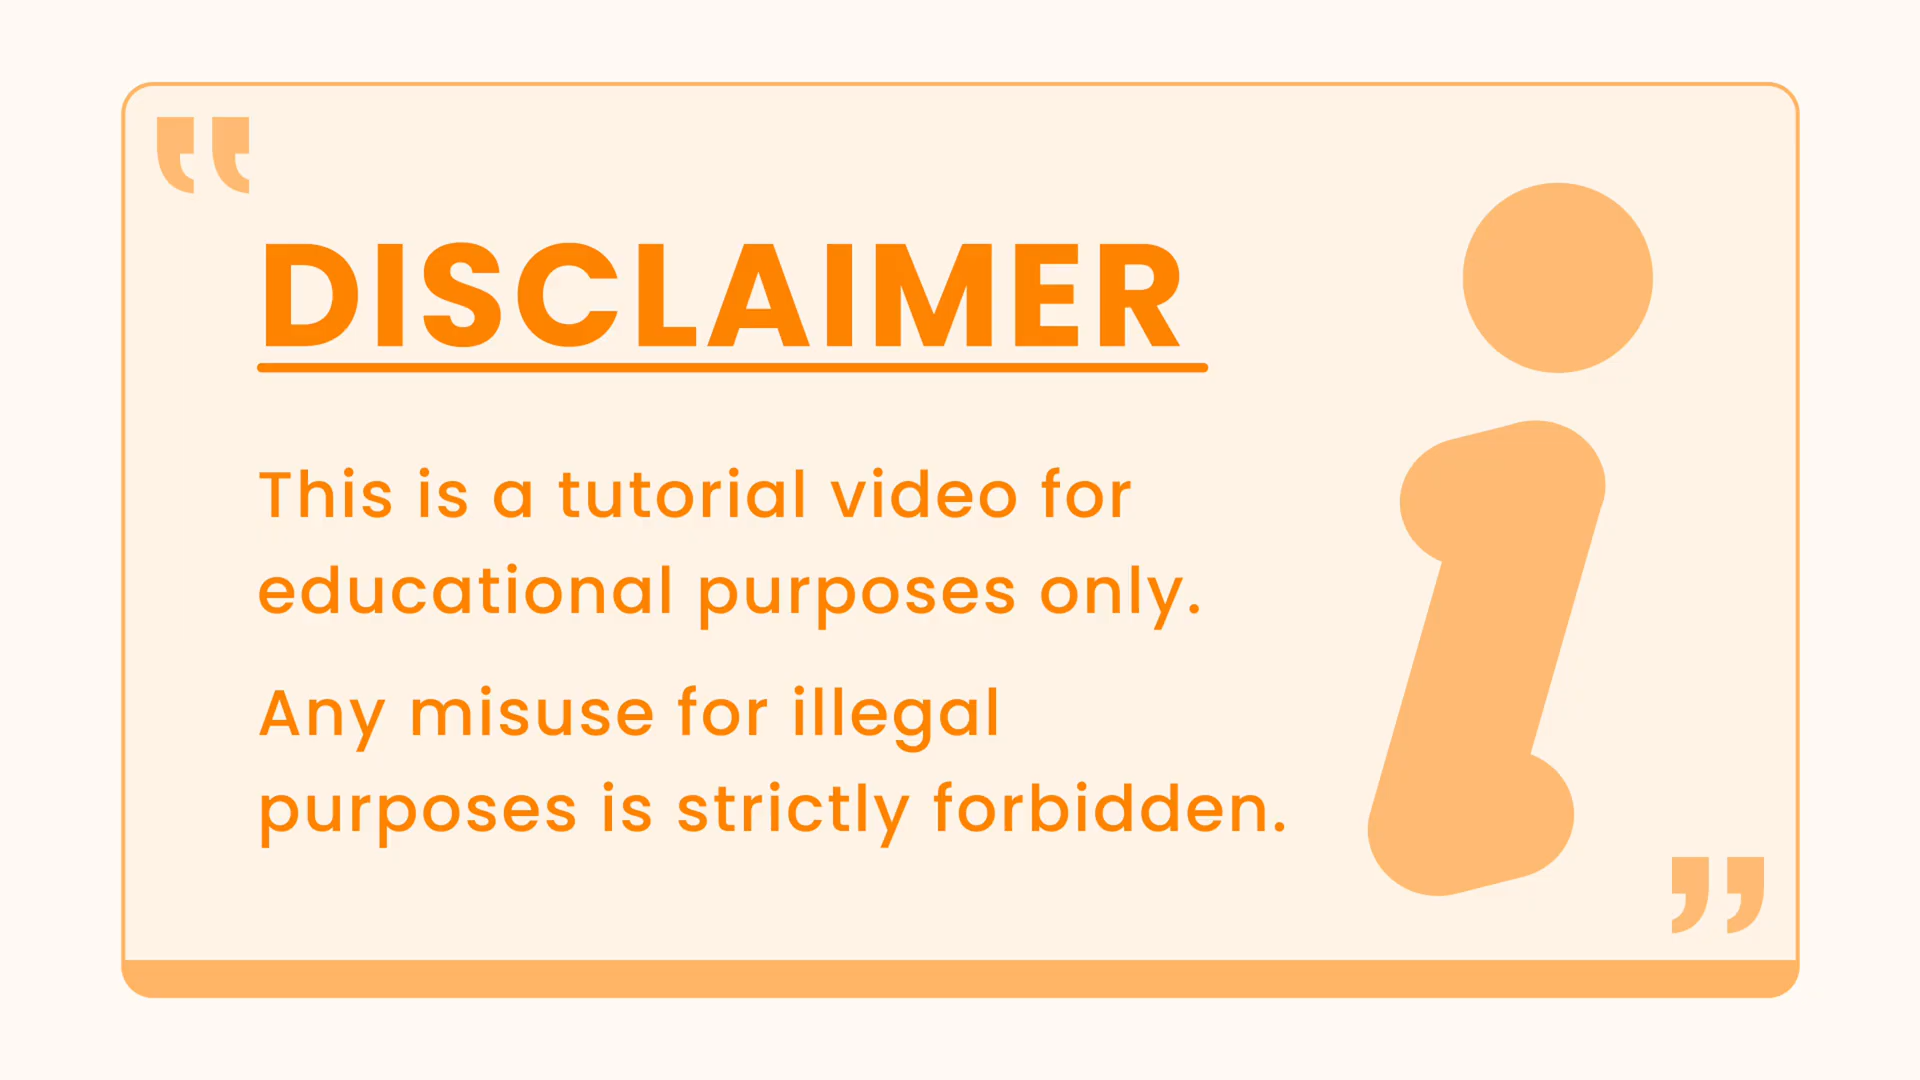 DISCLAIMER
This is a tutorial video for
educational purposes only.
Any misuse for illegal
purposes is strictly forbidden.